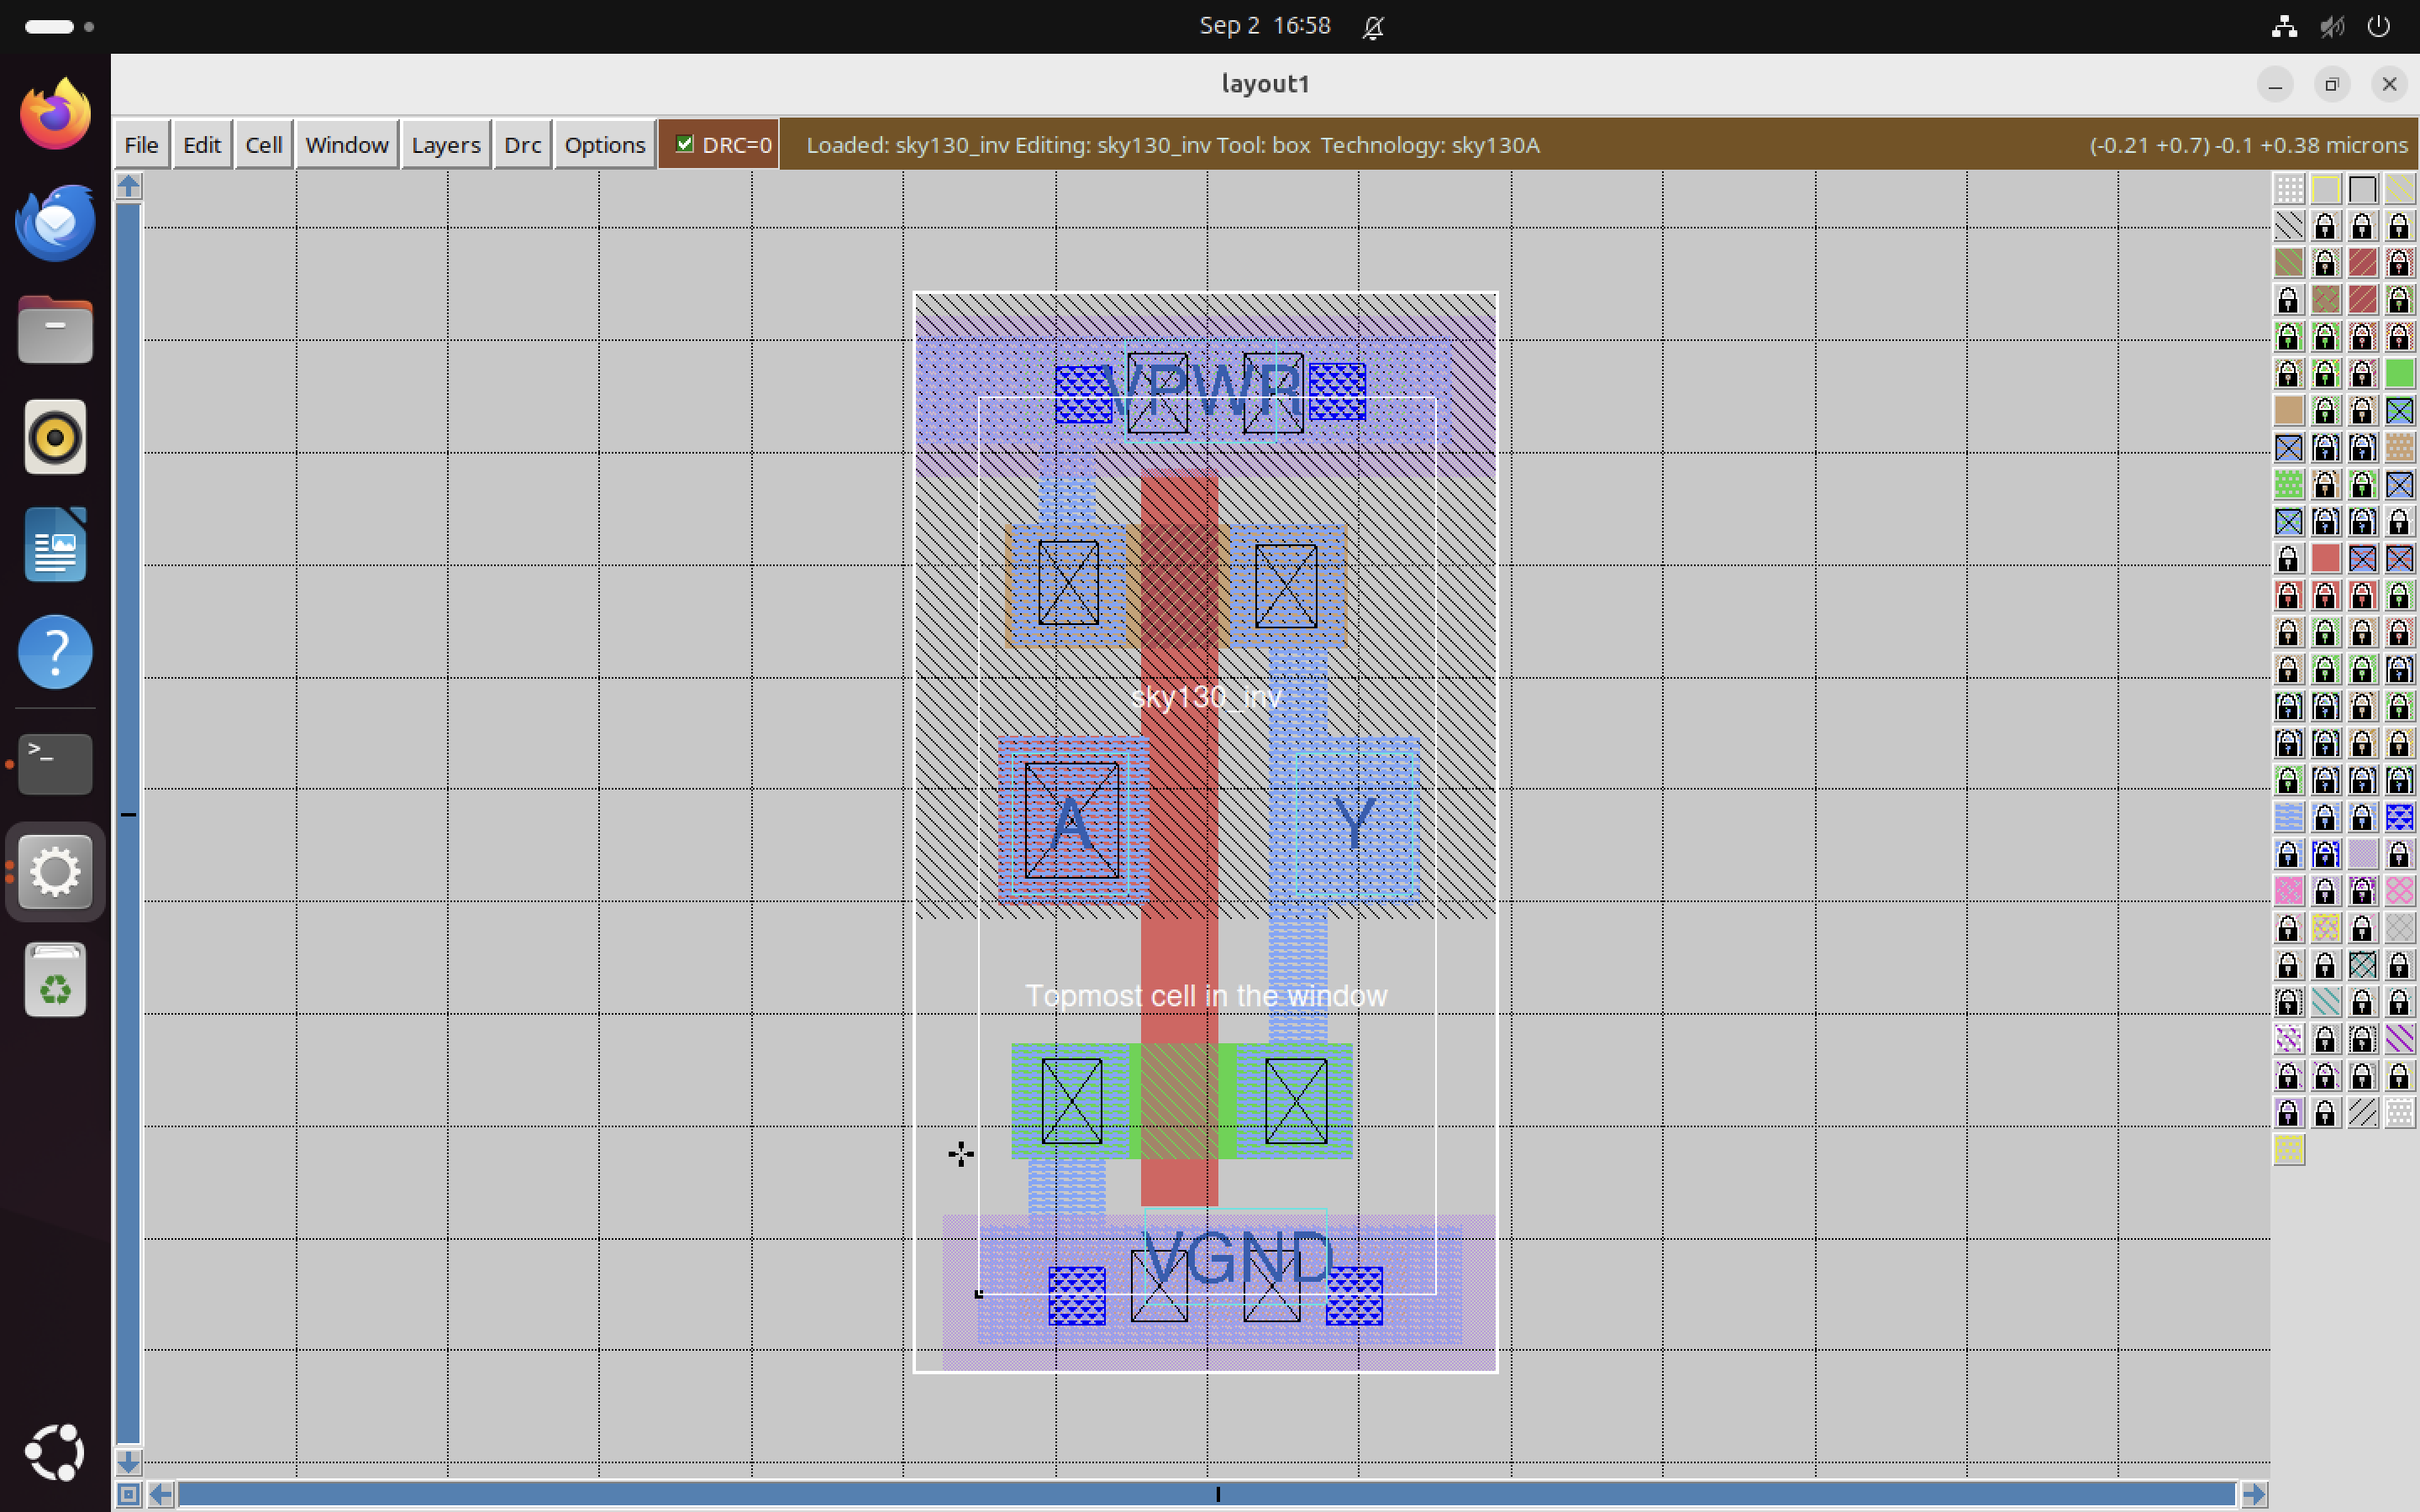 Sep 2 16:58
layout1
File Edit Cell Window Layers Drc Options DRC=0 Loaded: sky130_inv Editing: sky130_inv Tool: box Technology: sky130A (-0.21 +0.7) -0.1 +0.38 microns
VPWR
sky130_inv
A Y
Topmost cell in the window
VGND